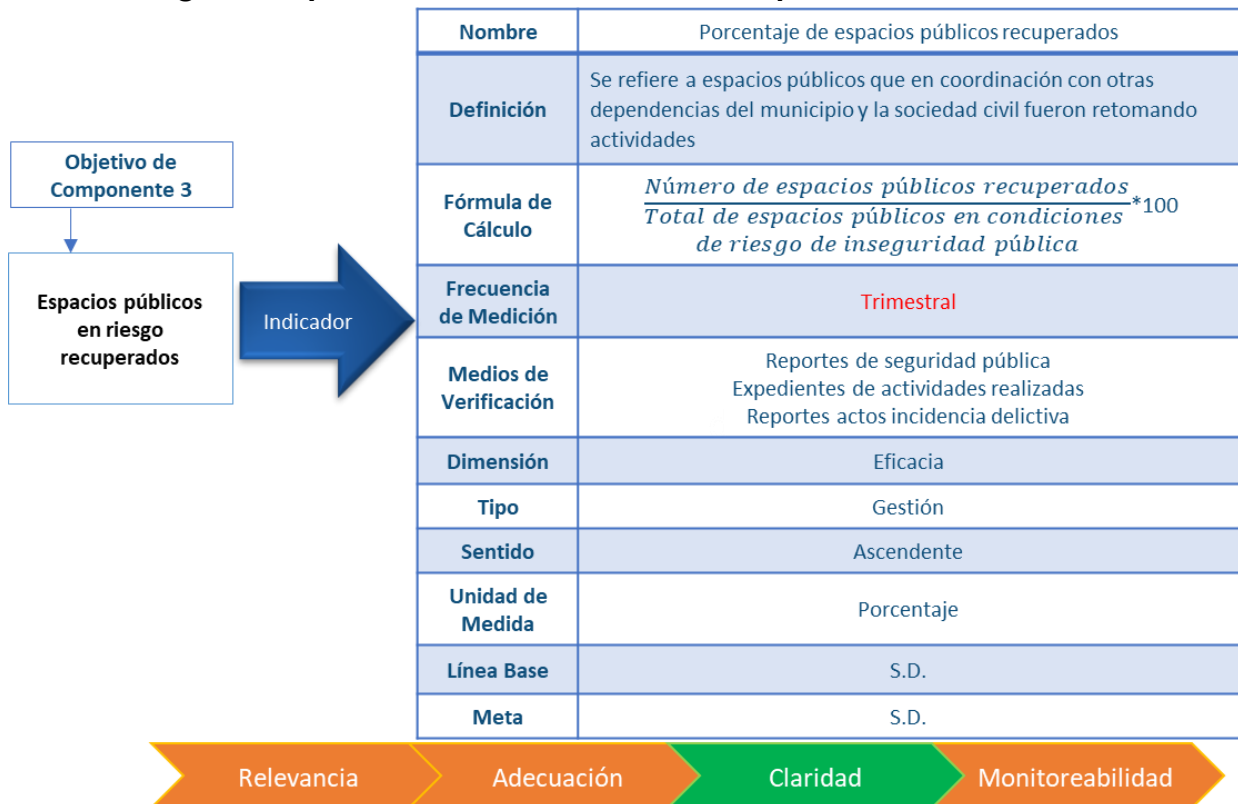 Nombre
Porcentaje de espacios públicos recuperados
Definición
Se refiere a espacios públicos que en coordinación con otras
dependencias del municipio y la sociedad civil fueron retomando
actividades
Objetivo de
Componente 3
Espacios públicos
en riesgo
recuperados
Indicador
Fórmula de
Cálculo
Número de espacios públicos recuperados
Total de espacios públicos en condiciones
de riesgo de inseguridad pública
*100
Frecuencia
de Medición
Trimestral
Medios de
Verificación
Reportes de seguridad pública
Expedientes de actividades realizadas
Reportes actos incidencia delictiva
Dimensión
Eficacia
Tipo
Gestión
Sentido
Ascendente
Unidad de
Medida
Porcentaje
Línea Base
S.D.
Meta
S.D.
Relevancia
Adecuación
Claridad
Monitoreabilidad